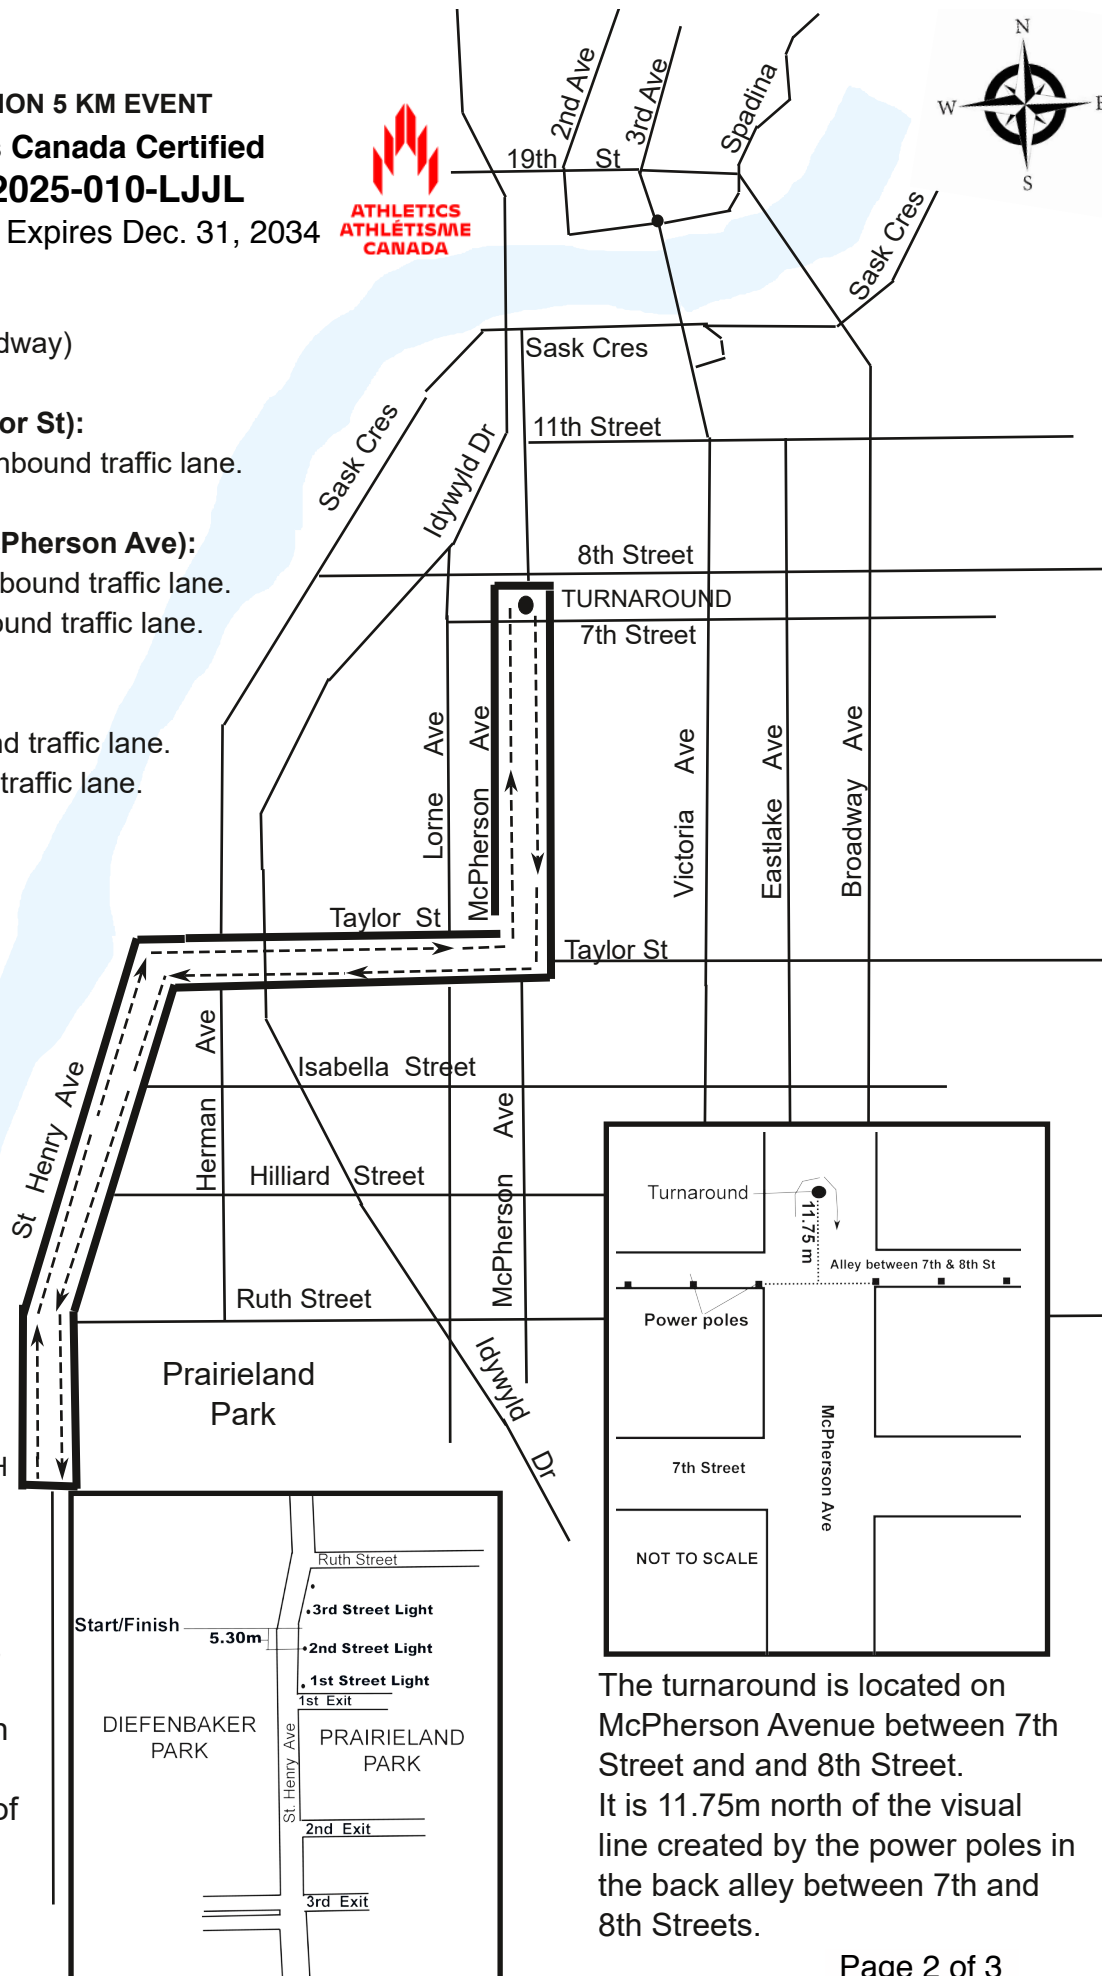 ION 5 KM EVENT
s Canada Certified
2025-010-LJJL
Expires Dec. 31, 2034
ATHLETICS
ATHLÉTISME
CANADA
N
W
E
S
2nd Ave
3rd Ave
Spadina
19th St
Sask Cres
dway)
Sask Cres
or St):
11th Street
nbound traffic lane.
Sask Cres
Idywyld Dr
Pherson Ave):
8th Street
bound traffic lane.
TURNAROUND
ound traffic lane.
7th Street
nd traffic lane.
traffic lane.
Lorne Ave
McPherson Ave
Victoria Ave
Eastlake Ave
Broadway Ave
Taylor St
Taylor St
Herman Ave
Isabella Street
St Henry Ave
Hilliard Street
McPherson Ave
Ruth Street
Idywyld Dr
Prairieland
Park
H
Turnaround
11.75 m
Alley between 7th & 8th St
Power poles
McPherson Ave
7th Street
NOT TO SCALE
Ruth Street
3rd Street Light
Start/Finish
5.30m
2nd Street Light
1st Street Light
1st Exit
DIEFENBAKER
PARK
St. Henry Ave
PRAIRIELAND
PARK
2nd Exit
3rd Exit
n
of
The turnaround is located on
McPherson Avenue between 7th
Street and and 8th Street.
It is 11.75m north of the visual
line created by the power poles in
the back alley between 7th and
8th Streets.
Page 2 of 3